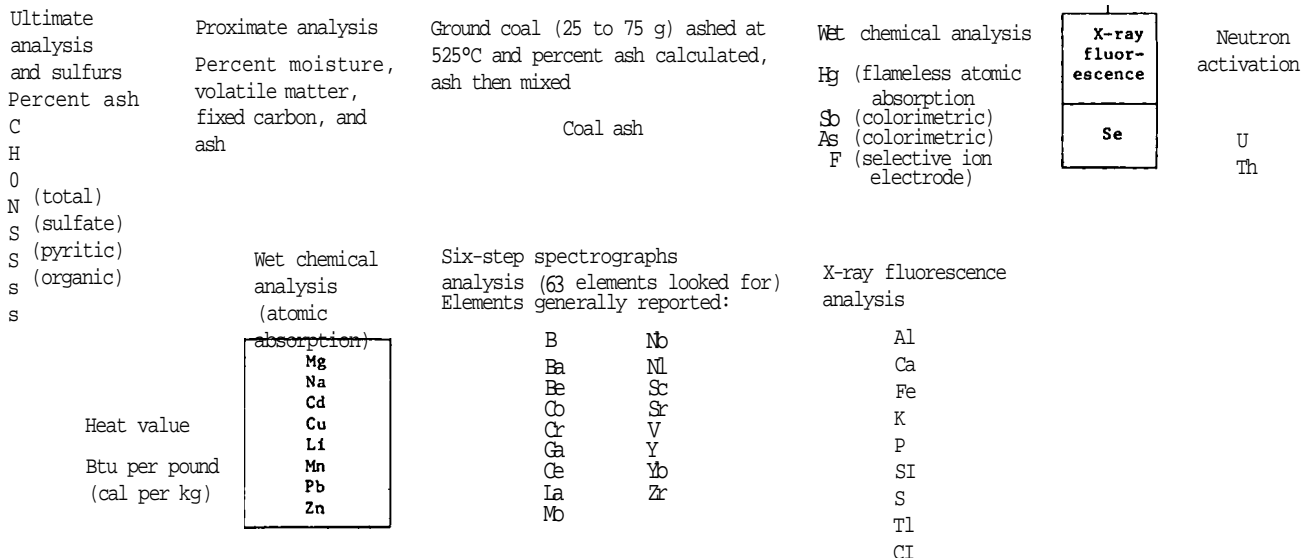 Ultimate
analysis
and sulfurs
Percent ash
C
H
0
N
S
S
s
s
(total)
(sulfate)
(pyritic)
(organic)
Proximate analysis
Percent moisture,
volatile matter,
fixed carbon, and
ash
Ground coal (25 to 75 g) ashed at
525°C and percent ash calculated,
ash then mixed
Coal ash
Wet chemical analysis
Hg (flameless atomic
absorption
Sb (colorimetric)
As (colorimetric)
F (selective ion
electrode)
X-ray
fluor-
escence
Se
Neutron
activation
U
Th
Heat value
Btu per pound
(cal per kg)
Wet chemical
analysis
(atomic
absorption)
Mg
Na
Cd
Cu
Li
Mn
Pb
Zn
Six-step spectrographs
analysis (63 elements looked for)
Elements generally reported:
B
Ba
Be
Co
Cr
Ga
Ce
La
Mo
Nb
Nl
Sc
Sr
V
Y
Yb
Zr
X-ray fluorescence
analysis
Al
Ca
Fe
K
P
SI
S
Tl
CI